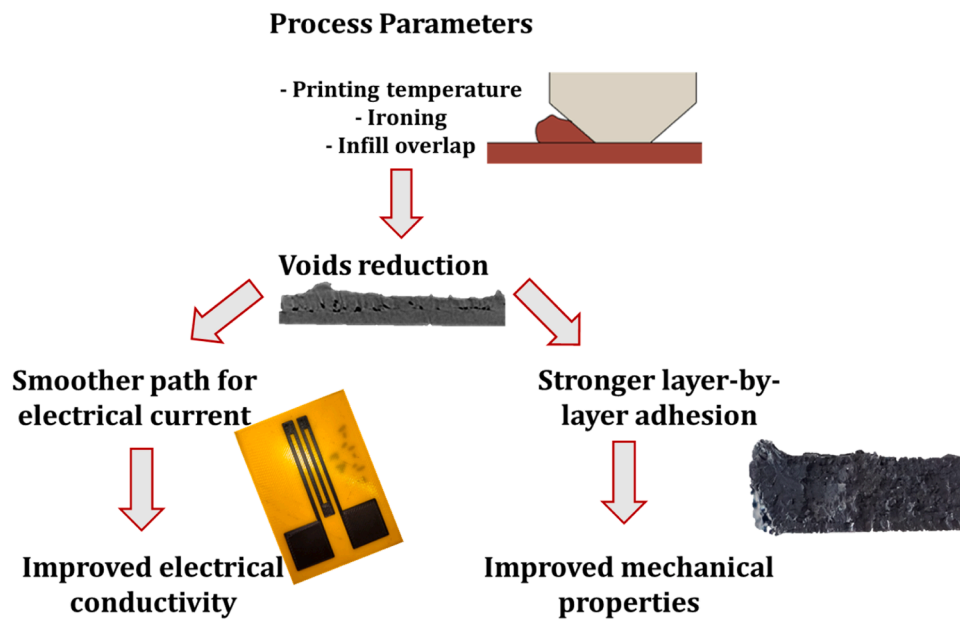 Process Parameters
- Printing temperature
- Ironing
- Infill overlap
Voids reduction
Smoother path for
electrical current
Stronger layer-by-
layer adhesion
Improved electrical
conductivity
Improved mechanical
properties